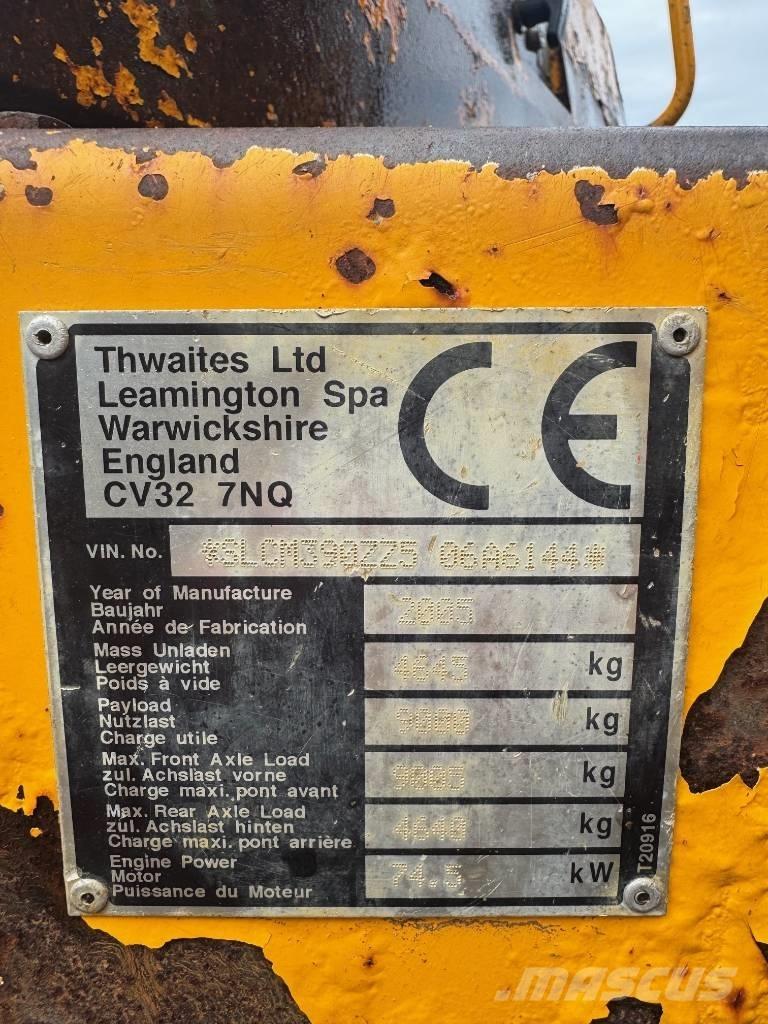 Thwaites Ltd
Leamington Spa
Warwickshire
England
CV32 7NQ
CE
VIN. No. *SLCM390ZZ5 06A6144*
Year of Manufacture
Baujahr
Année de Fabrication
2005
Mass Unladen
Leergewicht
Poids à vide
4645 kg
Payload
Nutzlast
Charge utile
9000 kg
Max. Front Axle Load
zul. Achslast vorne
Charge maxi. pont avant
9005 kg
Max. Rear Axle Load
zul. Achslast hinten
Charge maxi. pont arrière
4640 kg
Engine Power
Motor
Puissance du Moteur
74.5 kW
T20916
mascus